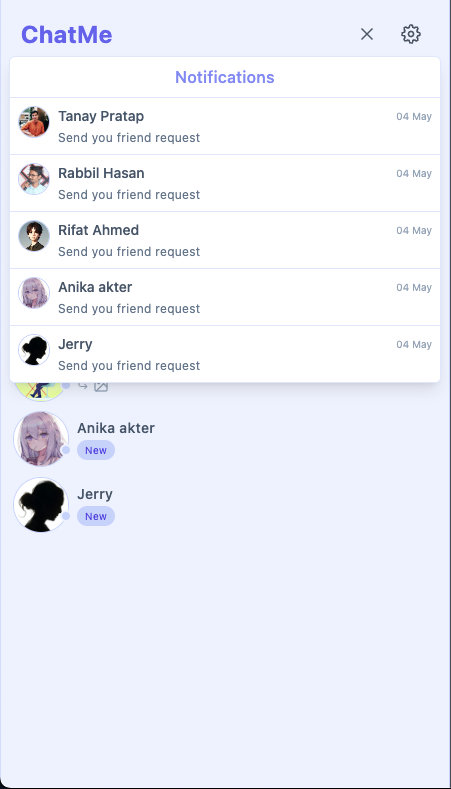 ChatMe
Notifications
Tanay Pratap
04 May
Send you friend request
Rabbil Hasan
04 May
Send you friend request
Rifat Ahmed
04 May
Send you friend request
Anika akter
04 May
Send you friend request
Jerry
04 May
Send you friend request
Anika akter
New
Jerry
New